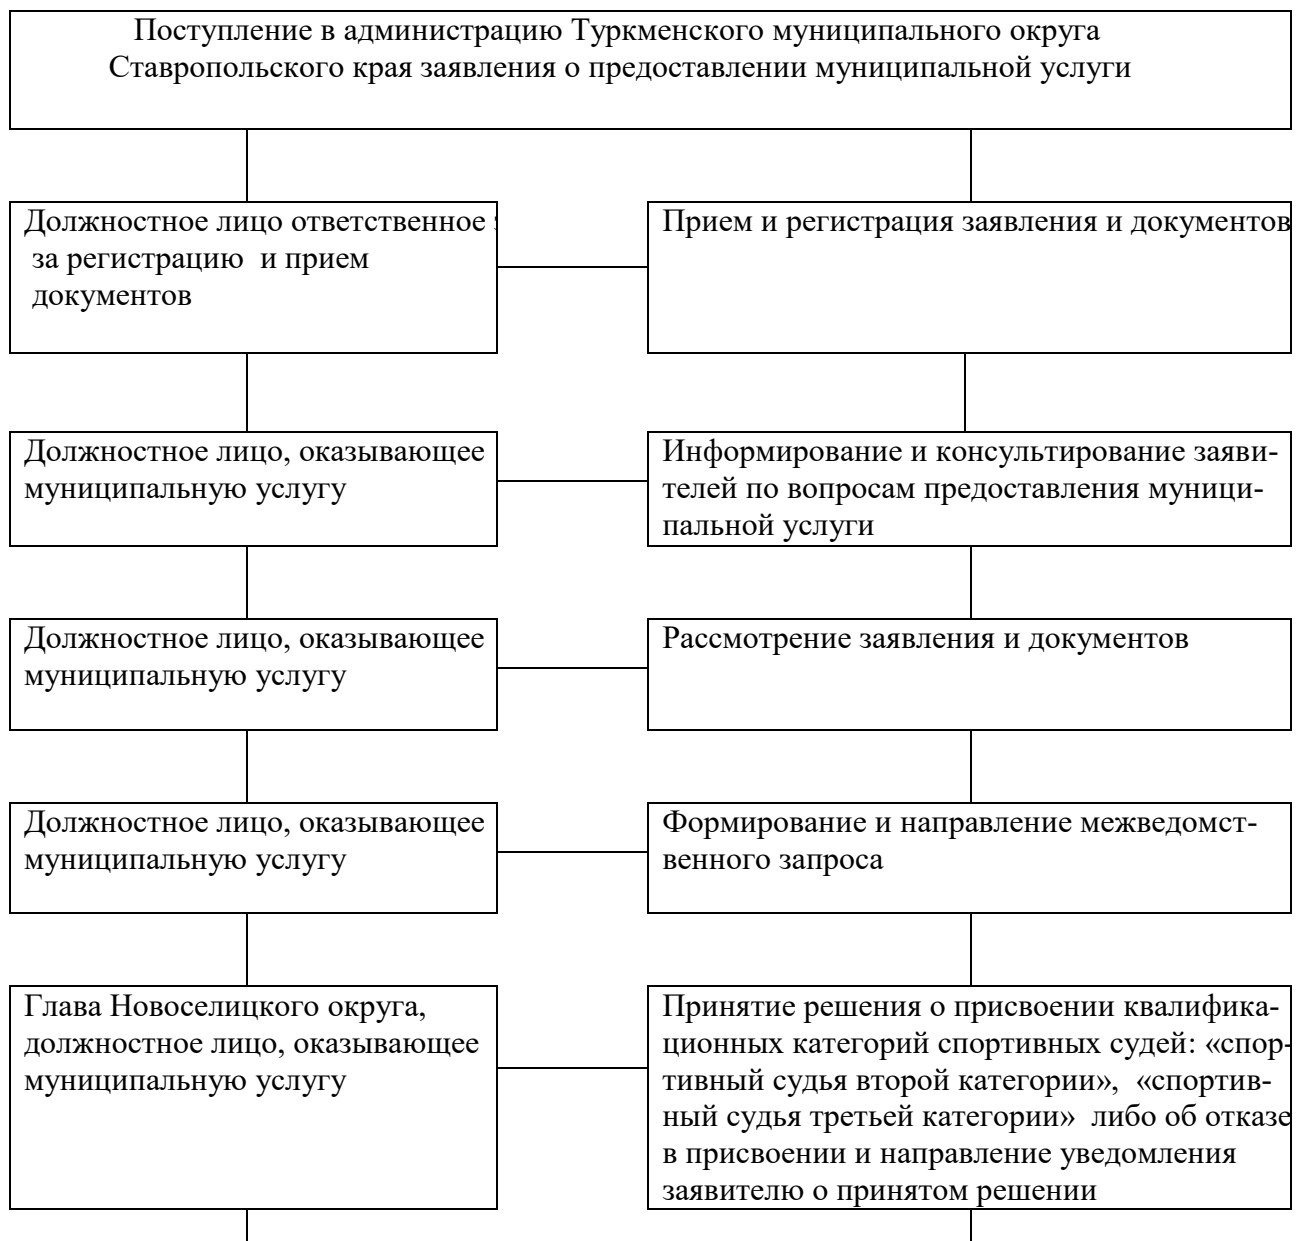 Поступление в администрацию Туркменского муниципального округа
Ставропольского края заявления о предоставлении муниципальной услуги
Должностное лицо ответственное
за регистрацию и прием
документов
Прием и регистрация заявления и документов
Должностное лицо, оказывающее
муниципальную услугу
Информирование и консультирование заяви-
телей по вопросам предоставления муници-
пальной услуги
Должностное лицо, оказывающее
муниципальную услугу
Рассмотрение заявления и документов
Должностное лицо, оказывающее
муниципальную услугу
Формирование и направление межведомст-
венного запроса
Глава Новоселицкого округа,
должностное лицо, оказывающее
муниципальную услугу
Принятие решения о присвоении квалифика-
ционных категорий спортивных судей: «спор-
тивный судья второй категории», «спортив-
ный судья третьей категории» либо об отказе
в присвоении и направление уведомления
заявителю о принятом решении